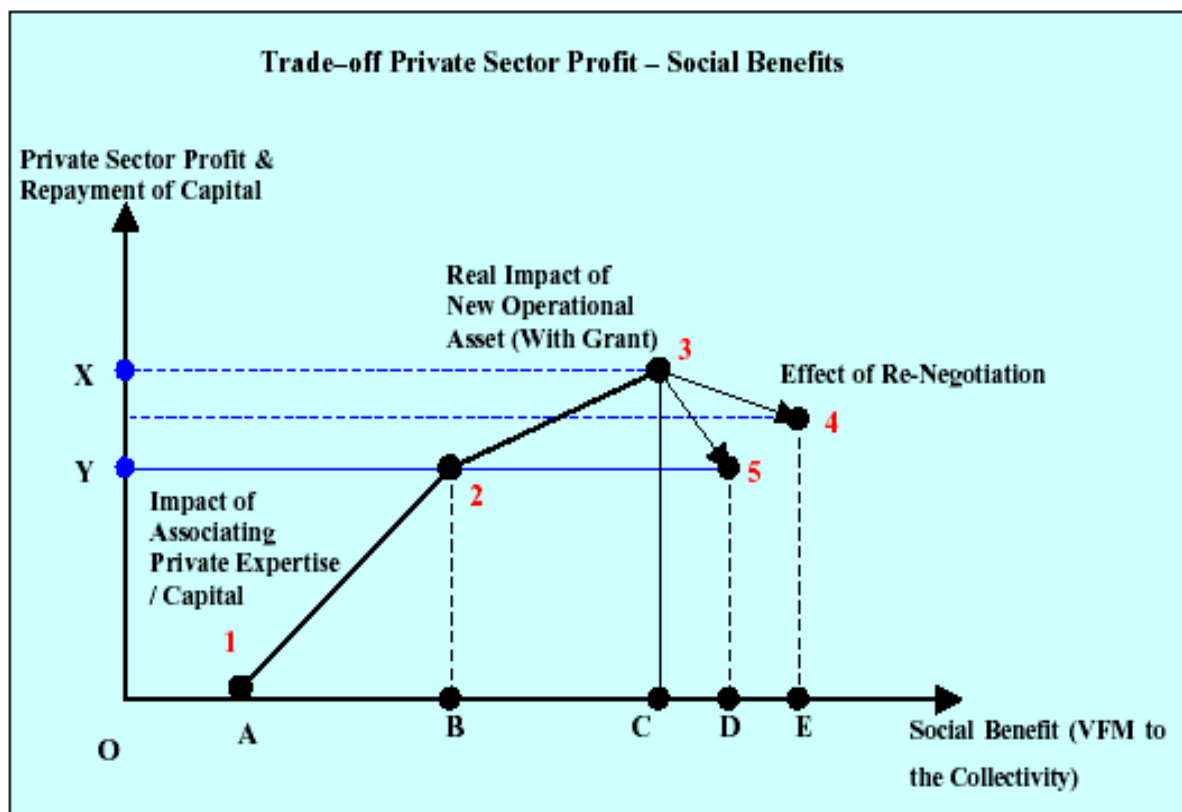 Trade–off Private Sector Profit – Social Benefits
Private Sector Profit &
Repayment of Capital
Real Impact of
New Operational
Asset (With Grant)
3
X
Effect of Re-Negotiation
4
Y
5
2
Impact of
Associating
Private Expertise
/ Capital
1
O
A
B
C
D
E
Social Benefit (VFM to
the Collectivity)